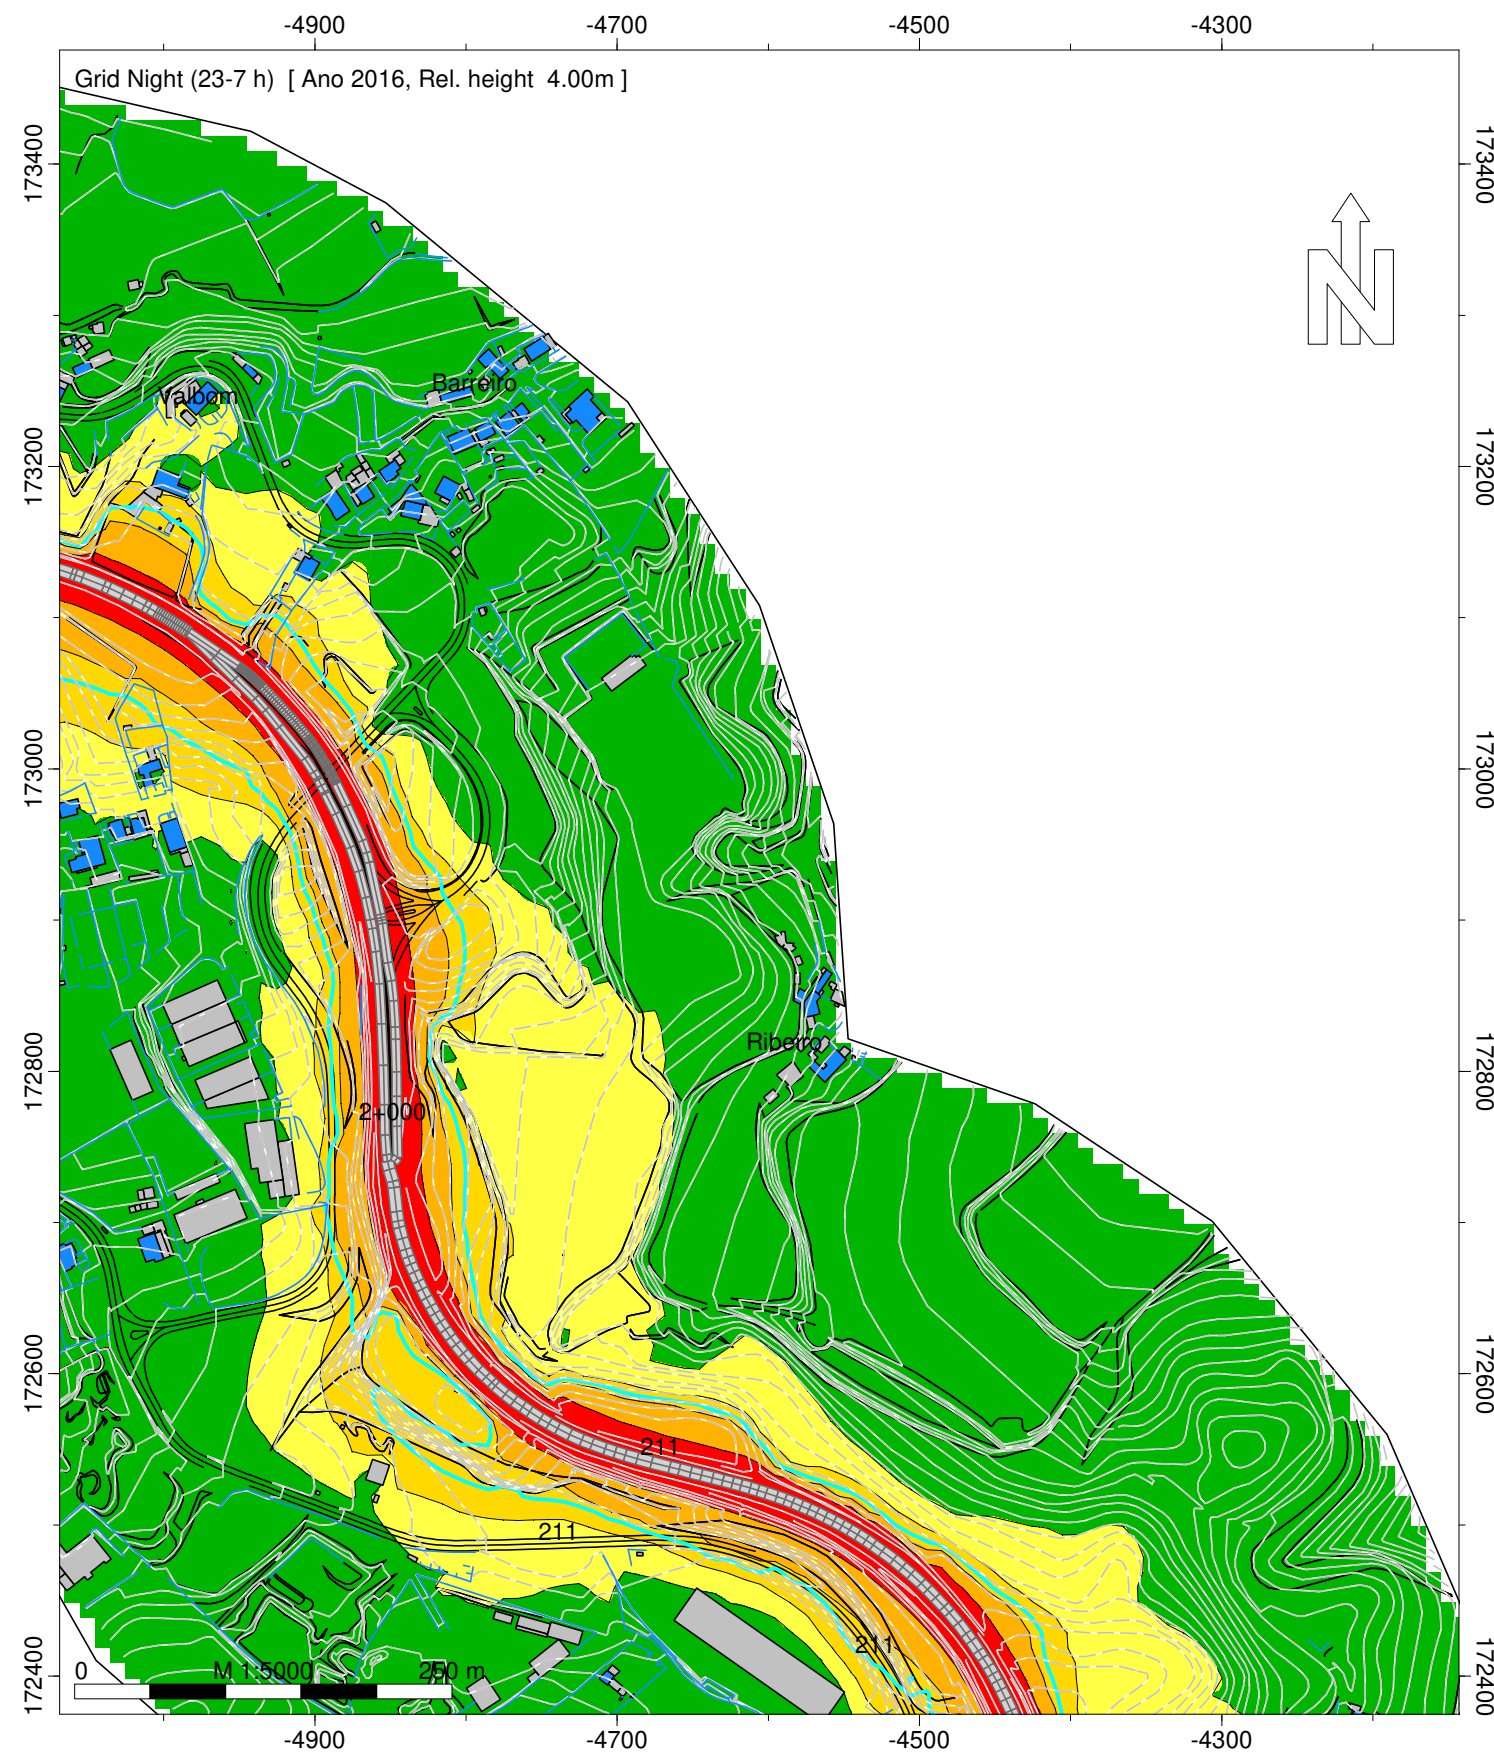 -4900 -4700 -4500 -4300
Grid Night (23-7 h) [ Ano 2016, Rel. height 4.00m ]
173400 173400
N
Barreiro
Valbom
173200 173200
173000 173000
Ribeiro
172800 172800
2+000
172600 172600
211
211
211
172400 172400
0 M 1:5000 250 m
-4900 -4700 -4500 -4300